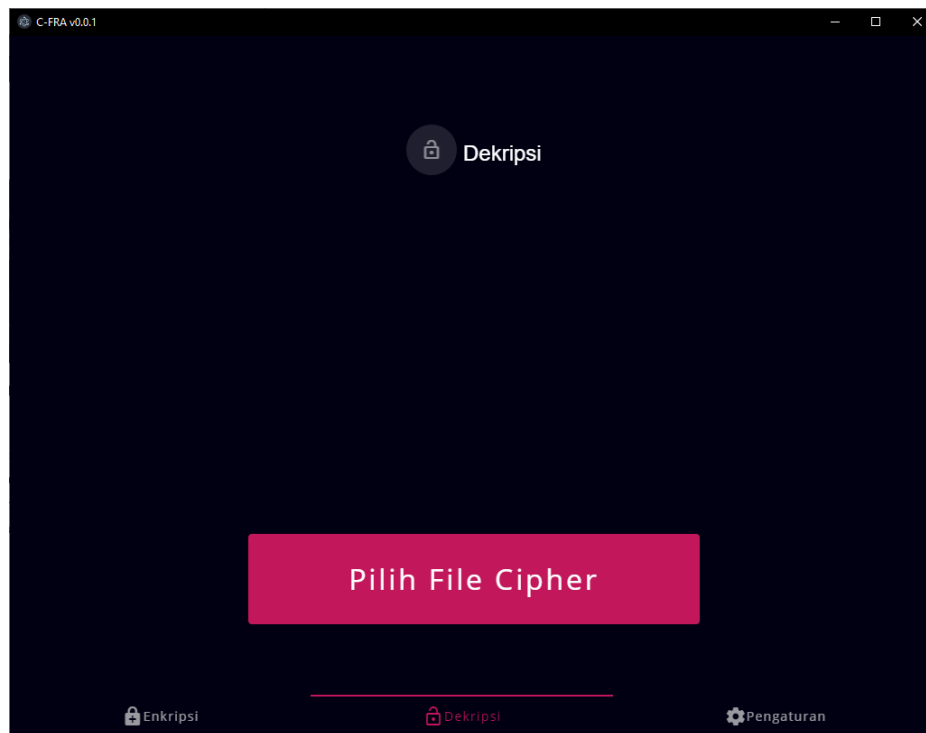 C-FRA v0.0.1
Dekripsi
Pilih File Cipher
Enkripsi Dekripsi Pengaturan